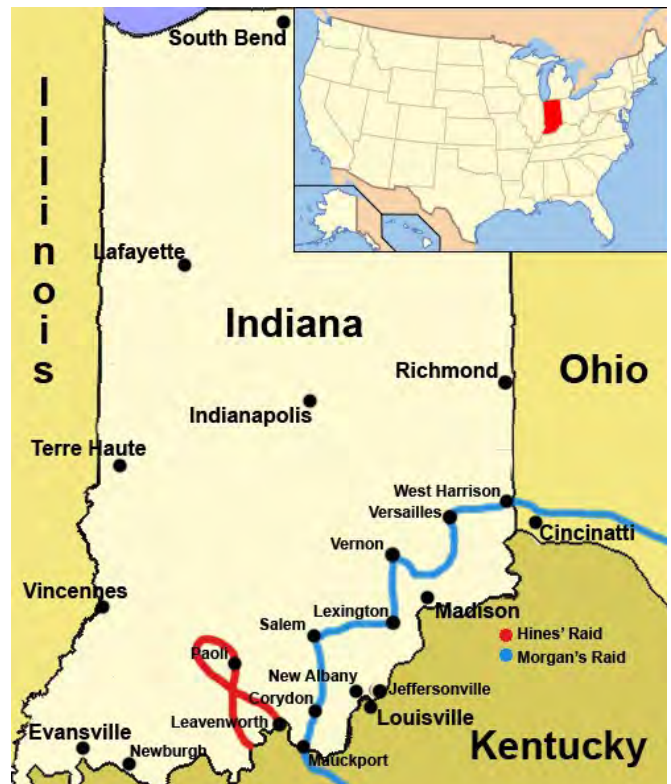 South Bend
Illinois
Lafayette
Indiana
Richmond
Ohio
Indianapolis
Terre Haute
West Harrison
Versailles
Cincinatti
Vernon
Vincennes
Lexington
Madison
Salem
Hines' Raid
Paoli
Morgan's Raid
New Albany
Jeffersonville
Corydon
Leavenworth
Louisville
Evansville
Newburgh
Mauckport
Kentucky